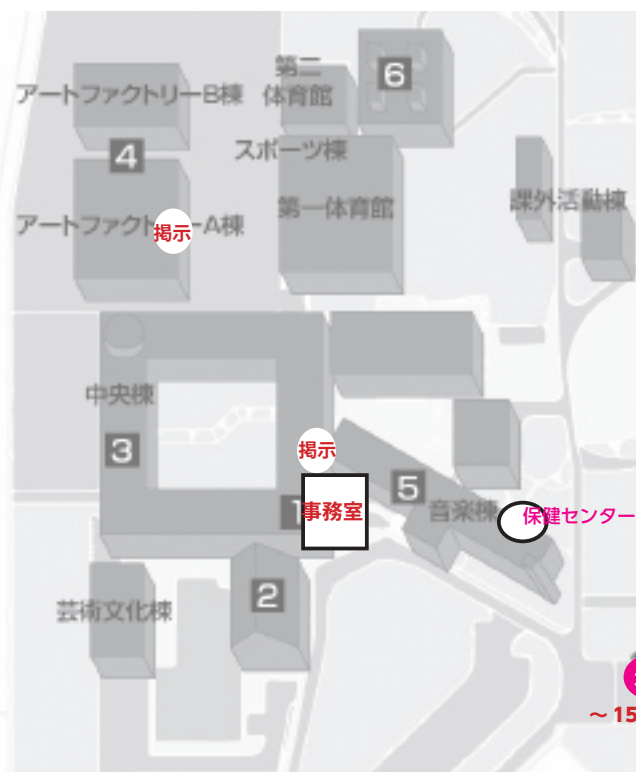 第二
体育館
6
アートファクトリーB棟
4
スポーツ棟
第一体育館
課外活動棟
アートファクトリーA棟
掲示
中央棟
3
掲示
5
音楽棟
保健センター
1
事務室
2
芸術文化棟
～15